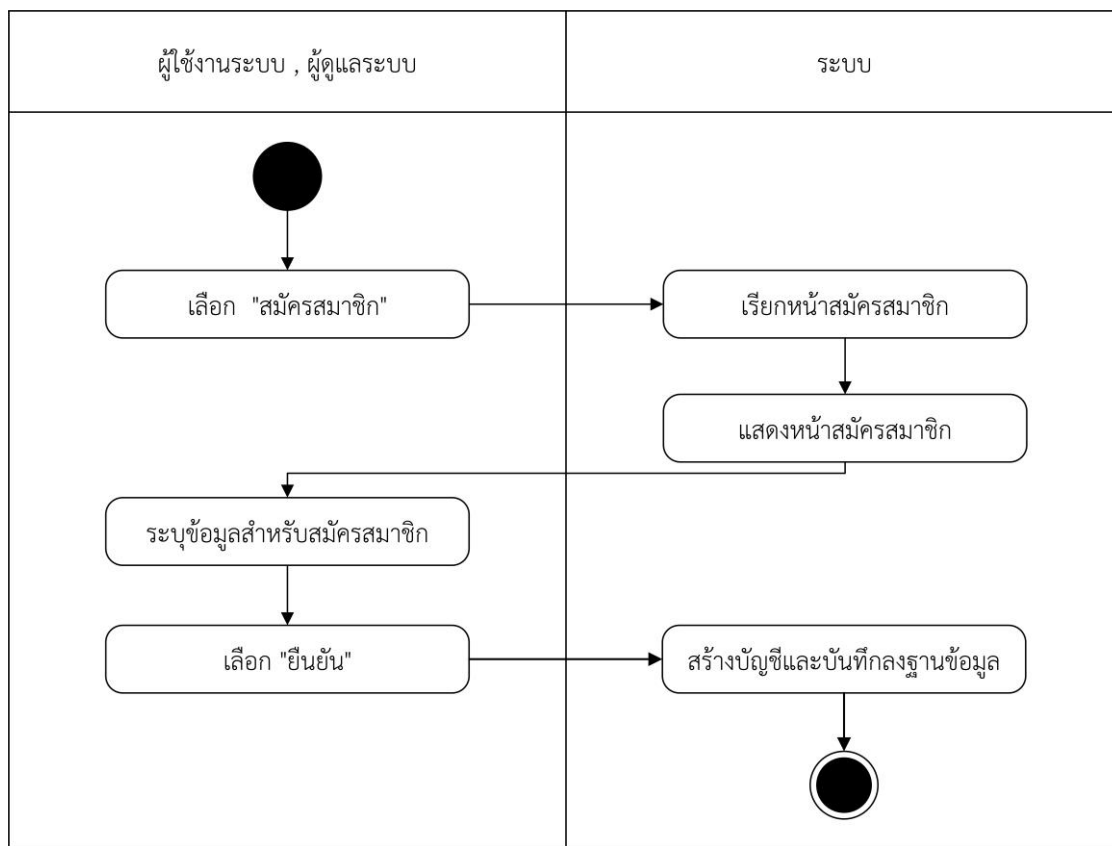 ผู้ใช้งานระบบ , ผู้ดูแลระบบ
ระบบ
เลือก "สมัครสมาชิก"
เรียกหน้าสมัครสมาชิก
แสดงหน้าสมัครสมาชิก
ระบุข้อมูลสำหรับสมัครสมาชิก
เลือก "ยืนยัน"
สร้างบัญชีและบันทึกลงฐานข้อมูล